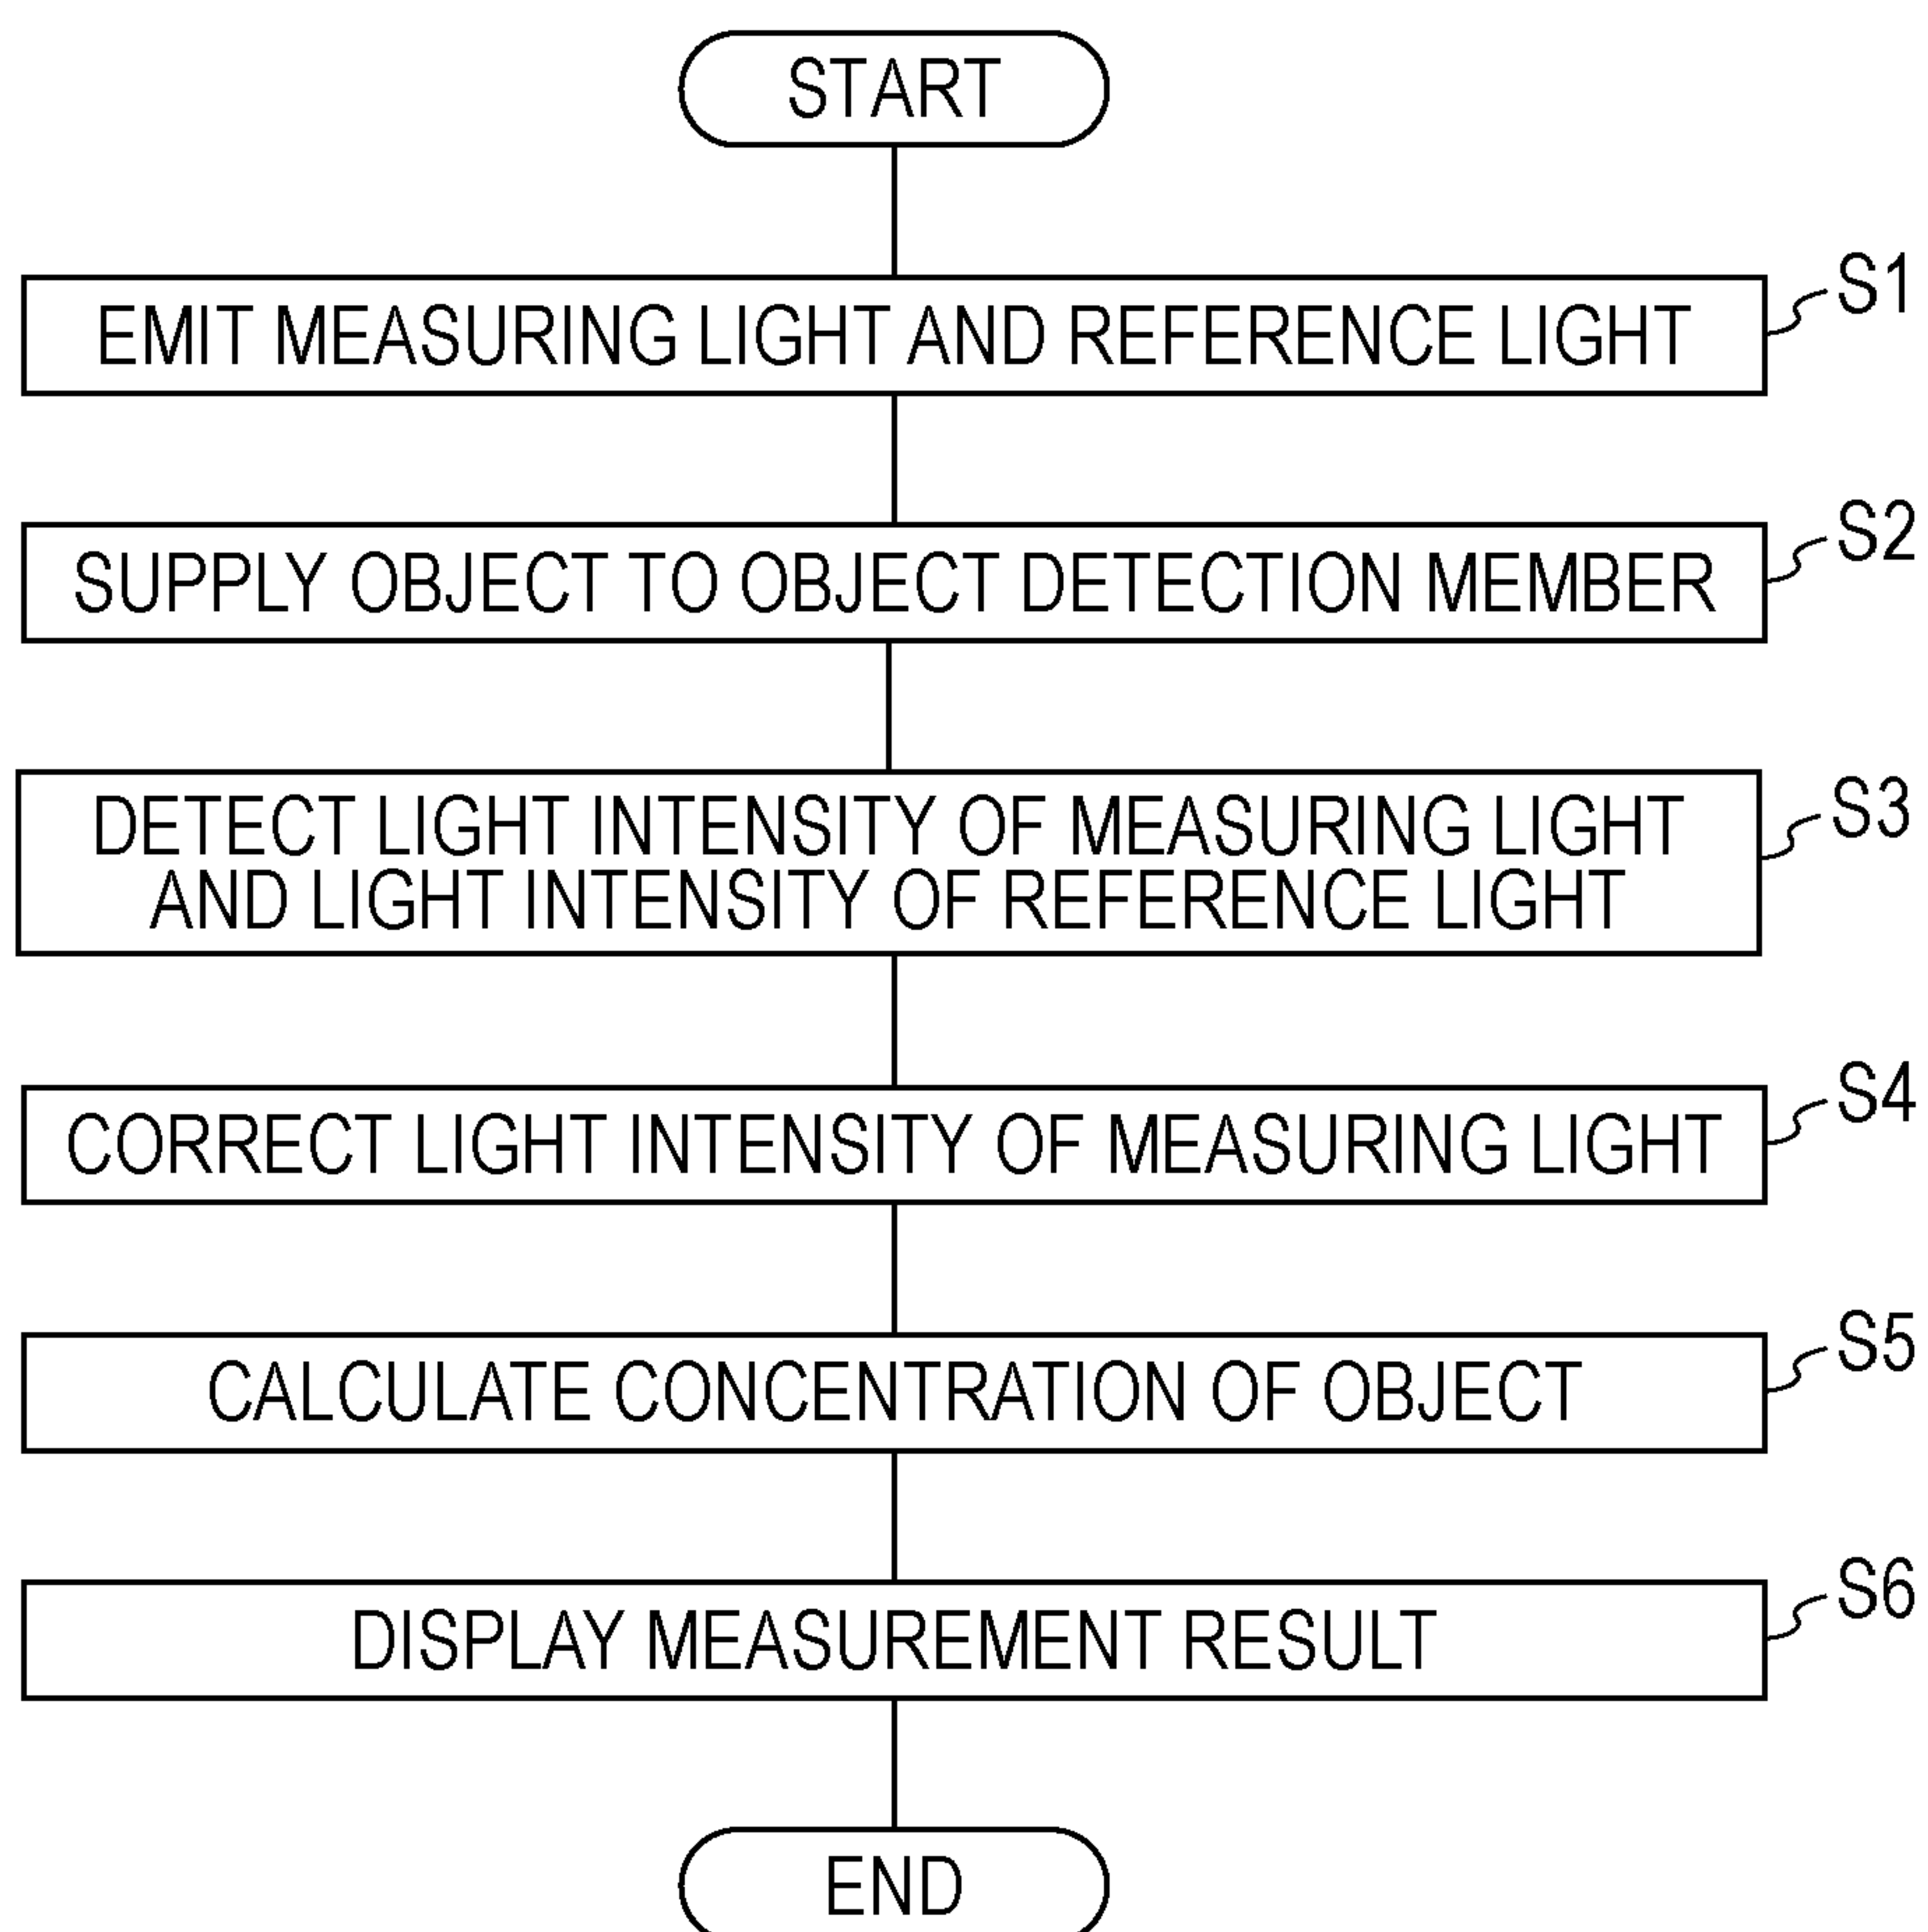 START
EMIT MEASURING LIGHT AND REFERENCE LIGHT
S1
SUPPLY OBJECT TO OBJECT DETECTION MEMBER
S2
DETECT LIGHT INTENSITY OF MEASURING LIGHT
AND LIGHT INTENSITY OF REFERENCE LIGHT
S3
CORRECT LIGHT INTENSITY OF MEASURING LIGHT
S4
CALCULATE CONCENTRATION OF OBJECT
S5
DISPLAY MEASUREMENT RESULT
S6
END